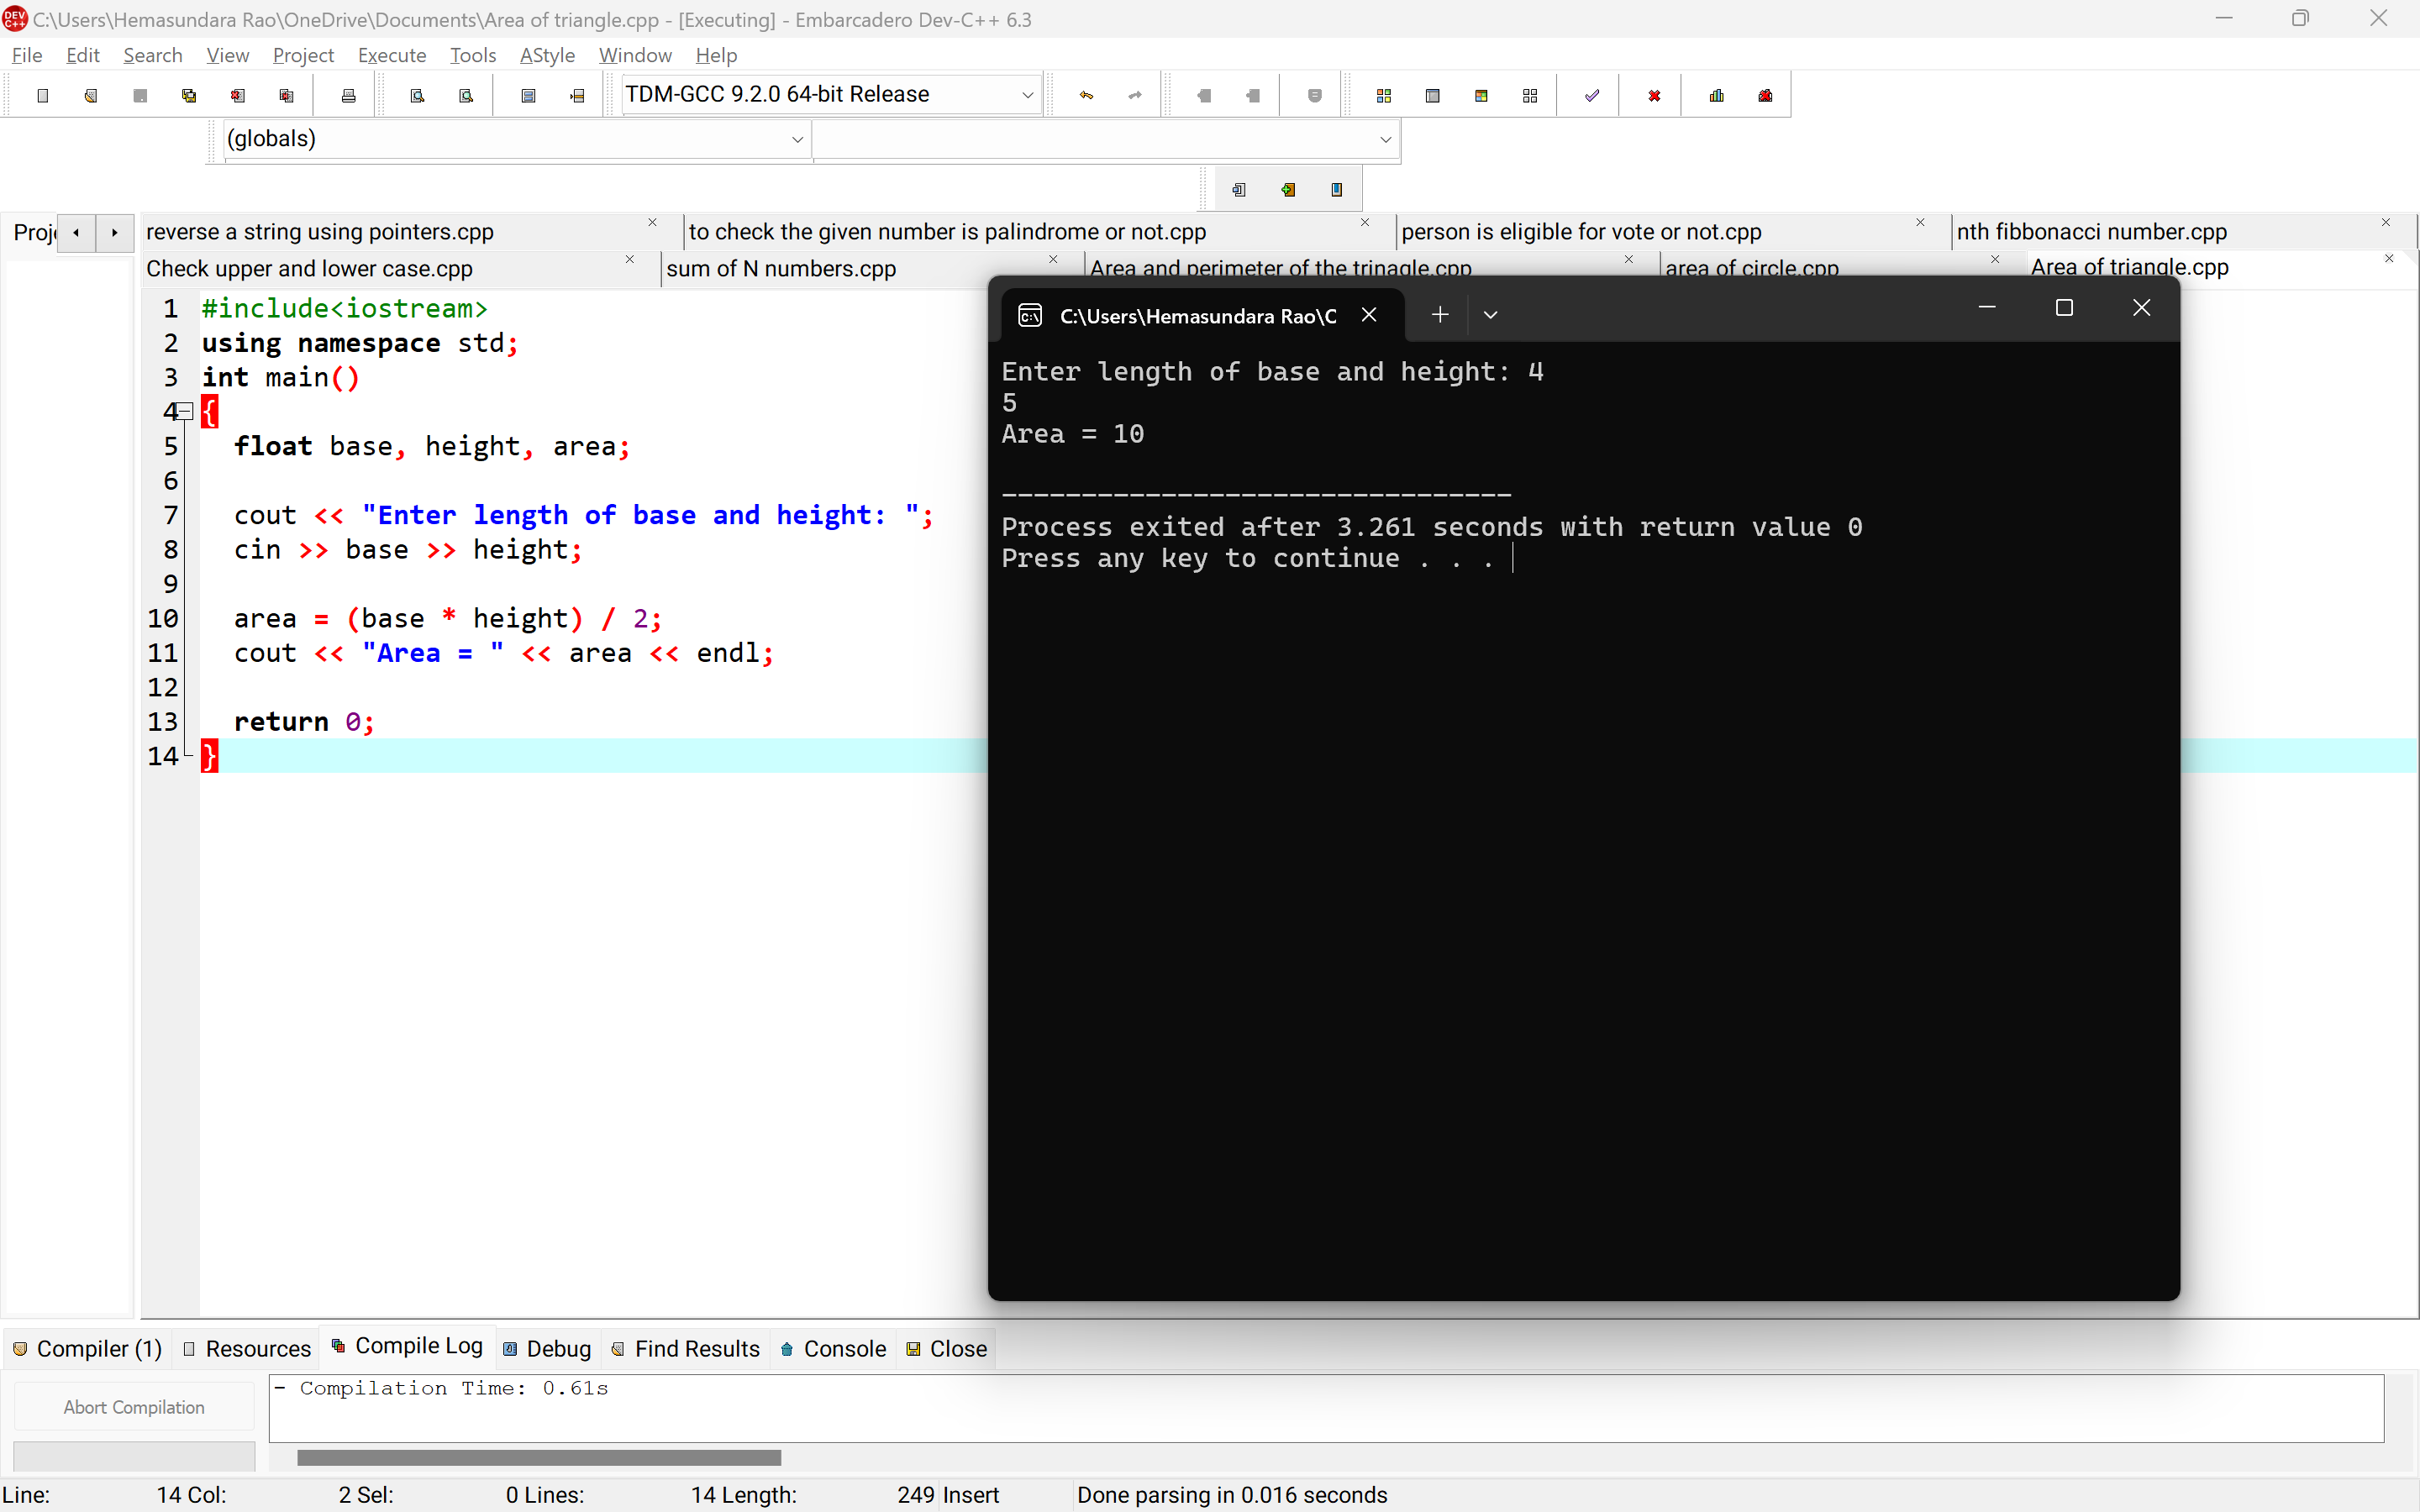 C:\Users\Hemasundara Rao\OneDrive\Documents\Area of triangle.cpp - [Executing] - Embarcadero Dev-C++ 6.3
File Edit Search View Project Execute Tools AStyle Window Help
TDM-GCC 9.2.0 64-bit Release
(globals)
Proj reverse a string using pointers.cpp to check the given number is palindrome or not.cpp person is eligible for vote or not.cpp nth fibbonacci number.cpp
Check upper and lower case.cpp sum of N numbers.cpp Area and perimeter of the trinagle.cpp area of circle.cpp Area of triangle.cpp
1 #include<iostream>
2 using namespace std;
3 int main()
4 {
5 float base, height, area;
6
7 cout << "Enter length of base and height: ";
8 cin >> base >> height;
9
10 area = (base * height) / 2;
11 cout << "Area = " << area << endl;
12
13 return 0;
14 }
C:\Users\Hemasundara Rao\C
Enter length of base and height: 4
5
Area = 10
--------------------------------
Process exited after 3.261 seconds with return value 0
Press any key to continue . . .
Compiler (1) Resources Compile Log Debug Find Results Console Close
Abort Compilation
- Compilation Time: 0.61s
Line: 14 Col: 2 Sel: 0 Lines: 14 Length: 249 Insert Done parsing in 0.016 seconds